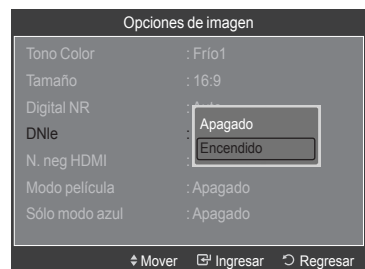 Opciones de imagen
Tono Color : Frío1
Tamaño : 16:9
Digital NR :
Apagado
DNIe :
Encendido
N. neg HDMI :
Modo película : Apagado
Sólo modo azul : Apagado
Mover Ingresar Regresar